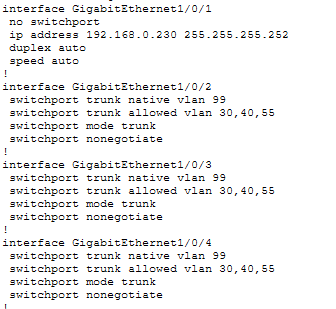 interface GigabitEthernet1/0/1
no switchport
ip address 192.168.0.230 255.255.255.252
duplex auto
speed auto
!
interface GigabitEthernet1/0/2
switchport trunk native vlan 99
switchport trunk allowed vlan 30,40,55
switchport mode trunk
switchport nonegotiate
!
interface GigabitEthernet1/0/3
switchport trunk native vlan 99
switchport trunk allowed vlan 30,40,55
switchport mode trunk
switchport nonegotiate
!
interface GigabitEthernet1/0/4
switchport trunk native vlan 99
switchport trunk allowed vlan 30,40,55
switchport mode trunk
switchport nonegotiate
!